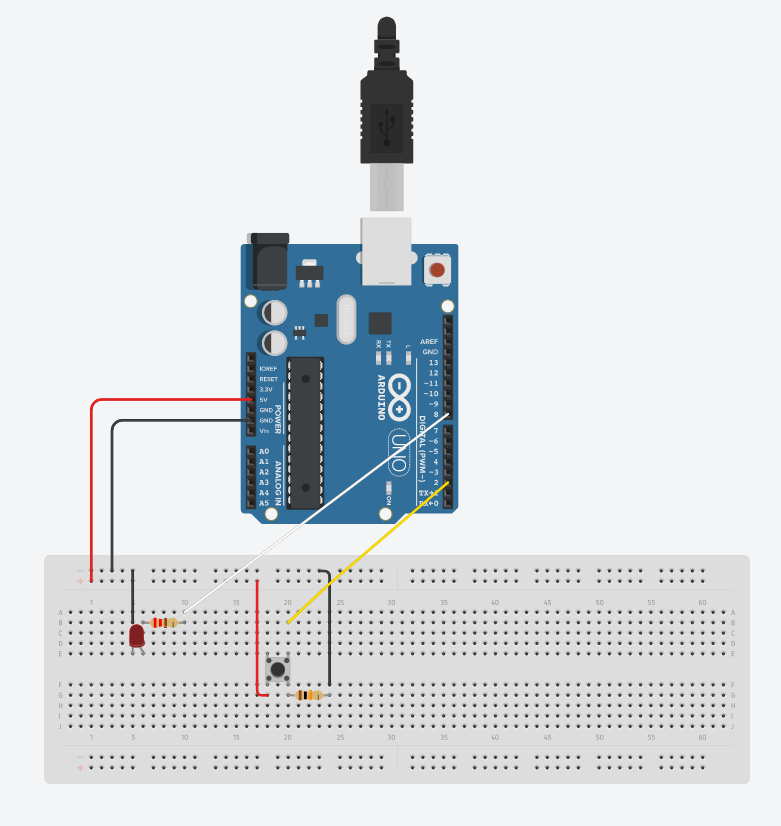 AREF
GND
13
12
~11
~10
~9
8
7
~6
~5
4
~3
2
TX→1
RX←0
IOREF
RESET
3.3V
5V
GND
GND
Vin
A0
A1
A2
A3
A4
A5
POWER
ANALOG IN
RX
TX
L
ARDUINO
UNO
DIGITAL (PWM~)
ON
- +
1 5 10 15 20 25 30 35 40 45 50 55 60
A A
B B
C C
D D
E E
F F
G G
H H
I I
J J
1 5 10 15 20 25 30 35 40 45 50 55 60
- +